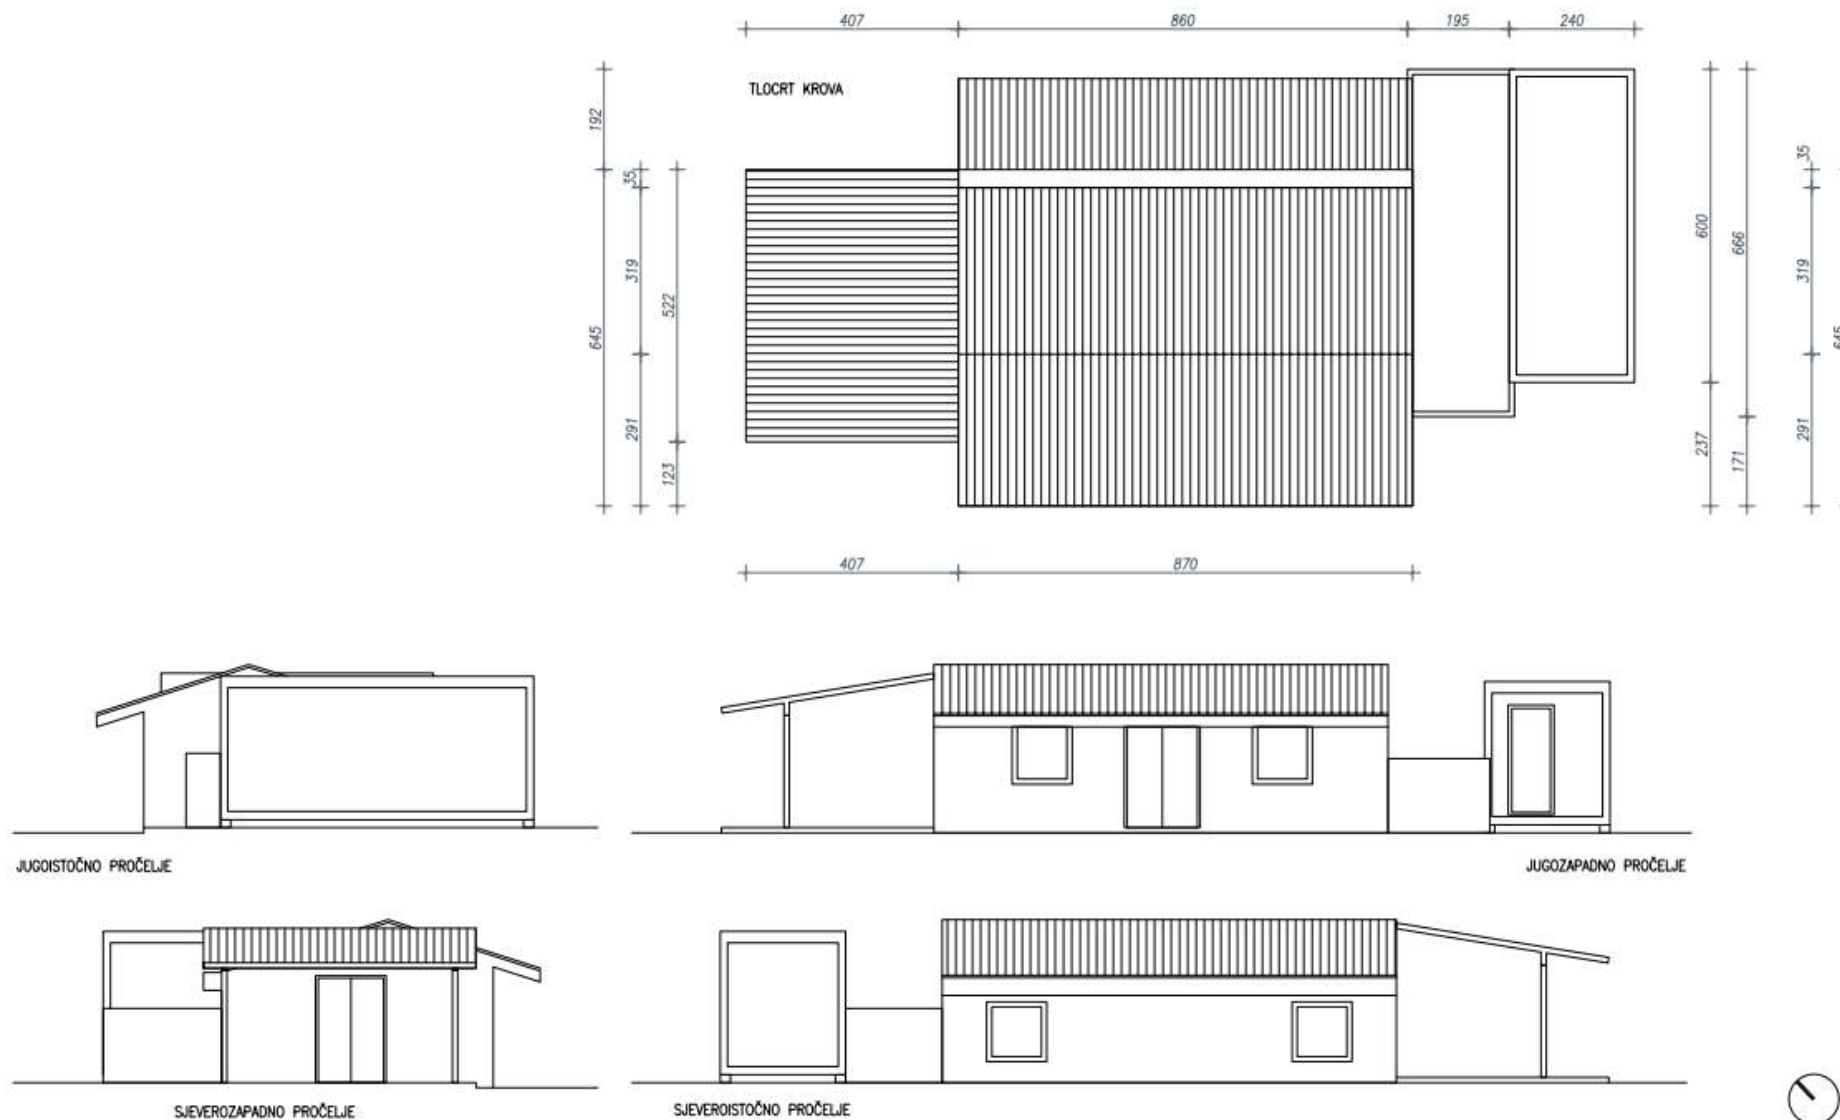 407 860 195 240
TLOCRT KROVA
192
35
319
522
645
291
123
35
600
666
319
645
291
237
171
407 870
JUGOISTOČNO PROČELJE
JUGOZAPADNO PROČELJE
SJEVEROZAPADNO PROČELJE
SJEVEROISTOČNO PROČELJE